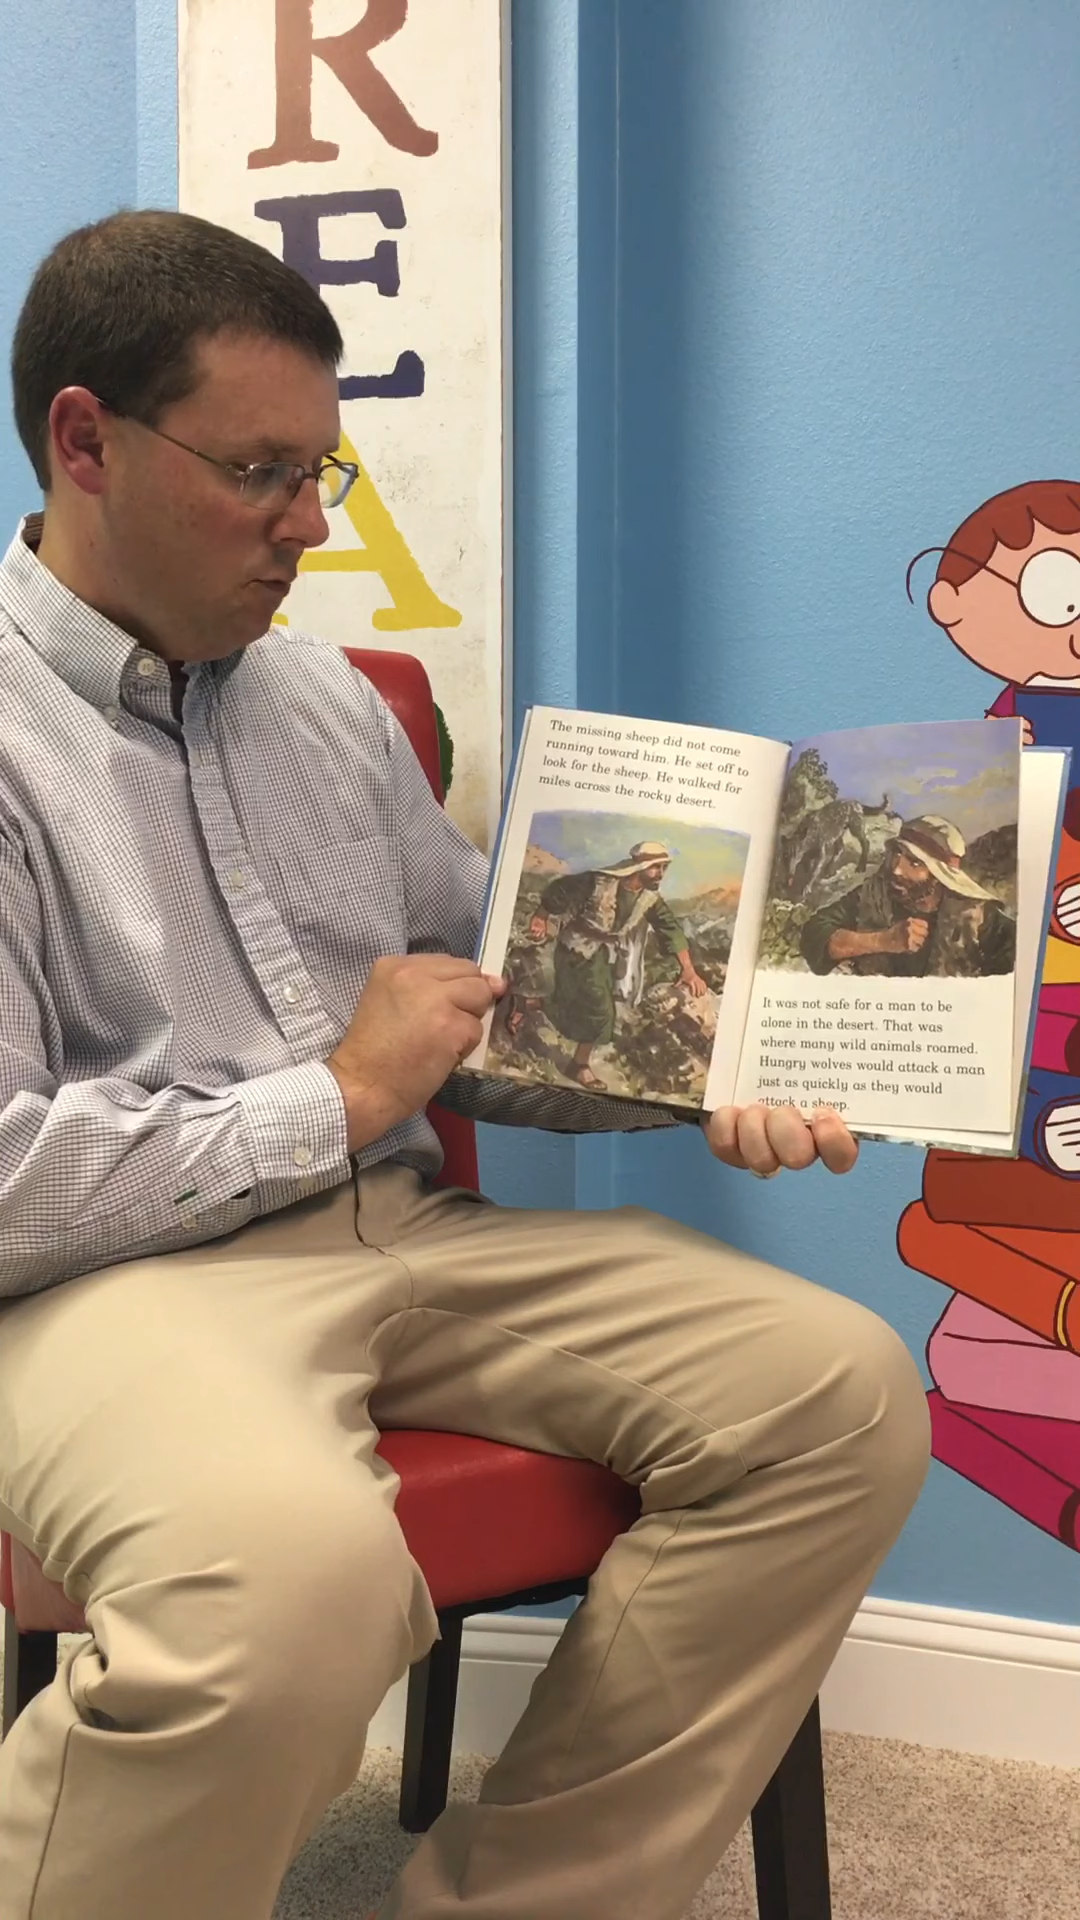 R
E
A
The missing sheep did not come
running toward him. He set off to
look for the sheep. He walked for
miles across the rocky desert.
It was not safe for a man to be
alone in the desert. That was
where many wild animals roamed.
Hungry wolves would attack a man
just as quickly as they would
attack a sheep.